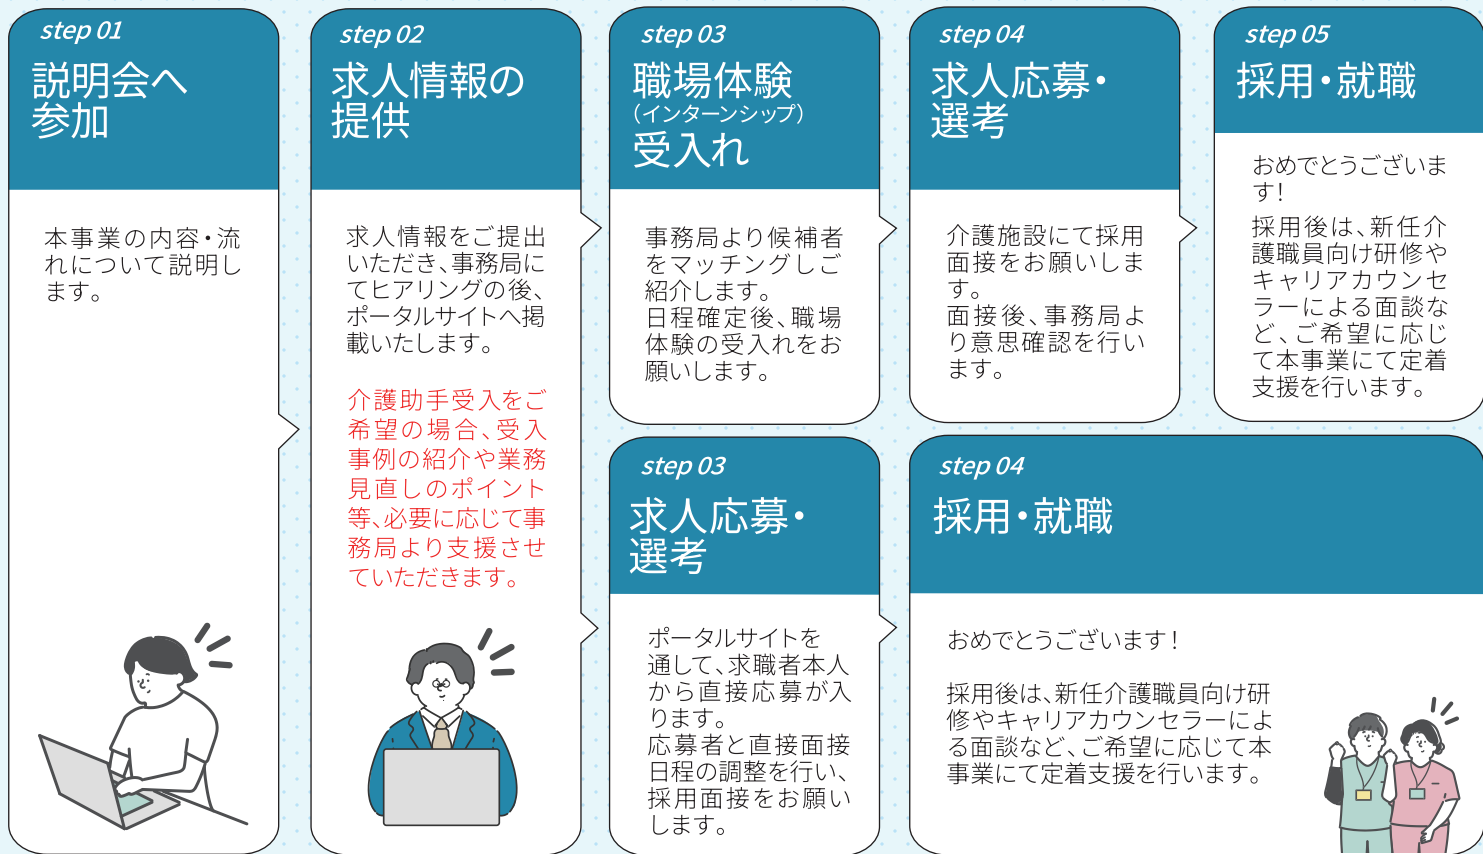 step 01
説明会へ
参加
本事業の内容・流
れについて説明し
ます。
step 02
求人情報の
提供
求人情報をご提出
いただき、事務局に
てヒアリングの後、
ポータルサイトへ掲
載いたします。
介護助手受入をご
希望の場合、受入
事例の紹介や業務
見直しのポイント
等、必要に応じて事
務局より支援させ
ていただきます。
step 03
職場体験
（インターンシップ）
受入れ
事務局より候補者
をマッチングしご
紹介します。
日程確定後、職場
体験の受入れをお
願いします。
step 04
求人応募・
選考
介護施設にて採用
面接をお願いしま
す。
面接後、事務局よ
り意思確認を行い
ます。
step 05
採用・就職
おめでとうございま
す！
採用後は、新任介
護職員向け研修や
キャリアカウンセ
ラーによる面談な
ど、ご希望に応じ
て本事業にて定着
支援を行います。
step 03
求人応募・
選考
ポータルサイトを
通して、求職者本人
から直接応募が入
ります。
応募者と直接面接
日程の調整を行い、
採用面接をお願い
します。
step 04
採用・就職
おめでとうございます！
採用後は、新任介護職員向け研
修やキャリアカウンセラーによ
る面談など、ご希望に応じて本
事業にて定着支援を行います。